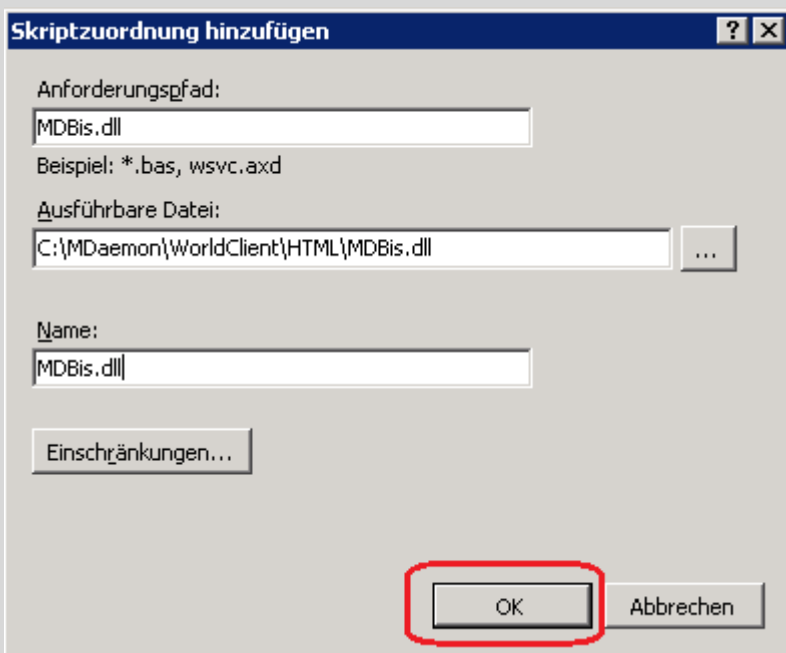 Skriptzuordnung hinzufügen
Anforderungspfad:
MDBis.dll
Beispiel: *.bas, wsvc.axd
Ausführbare Datei:
C:\MDaemon\WorldClient\HTML\MDBis.dll
...
Name:
MDBis.dll
Einschränkungen...
OK
Abbrechen